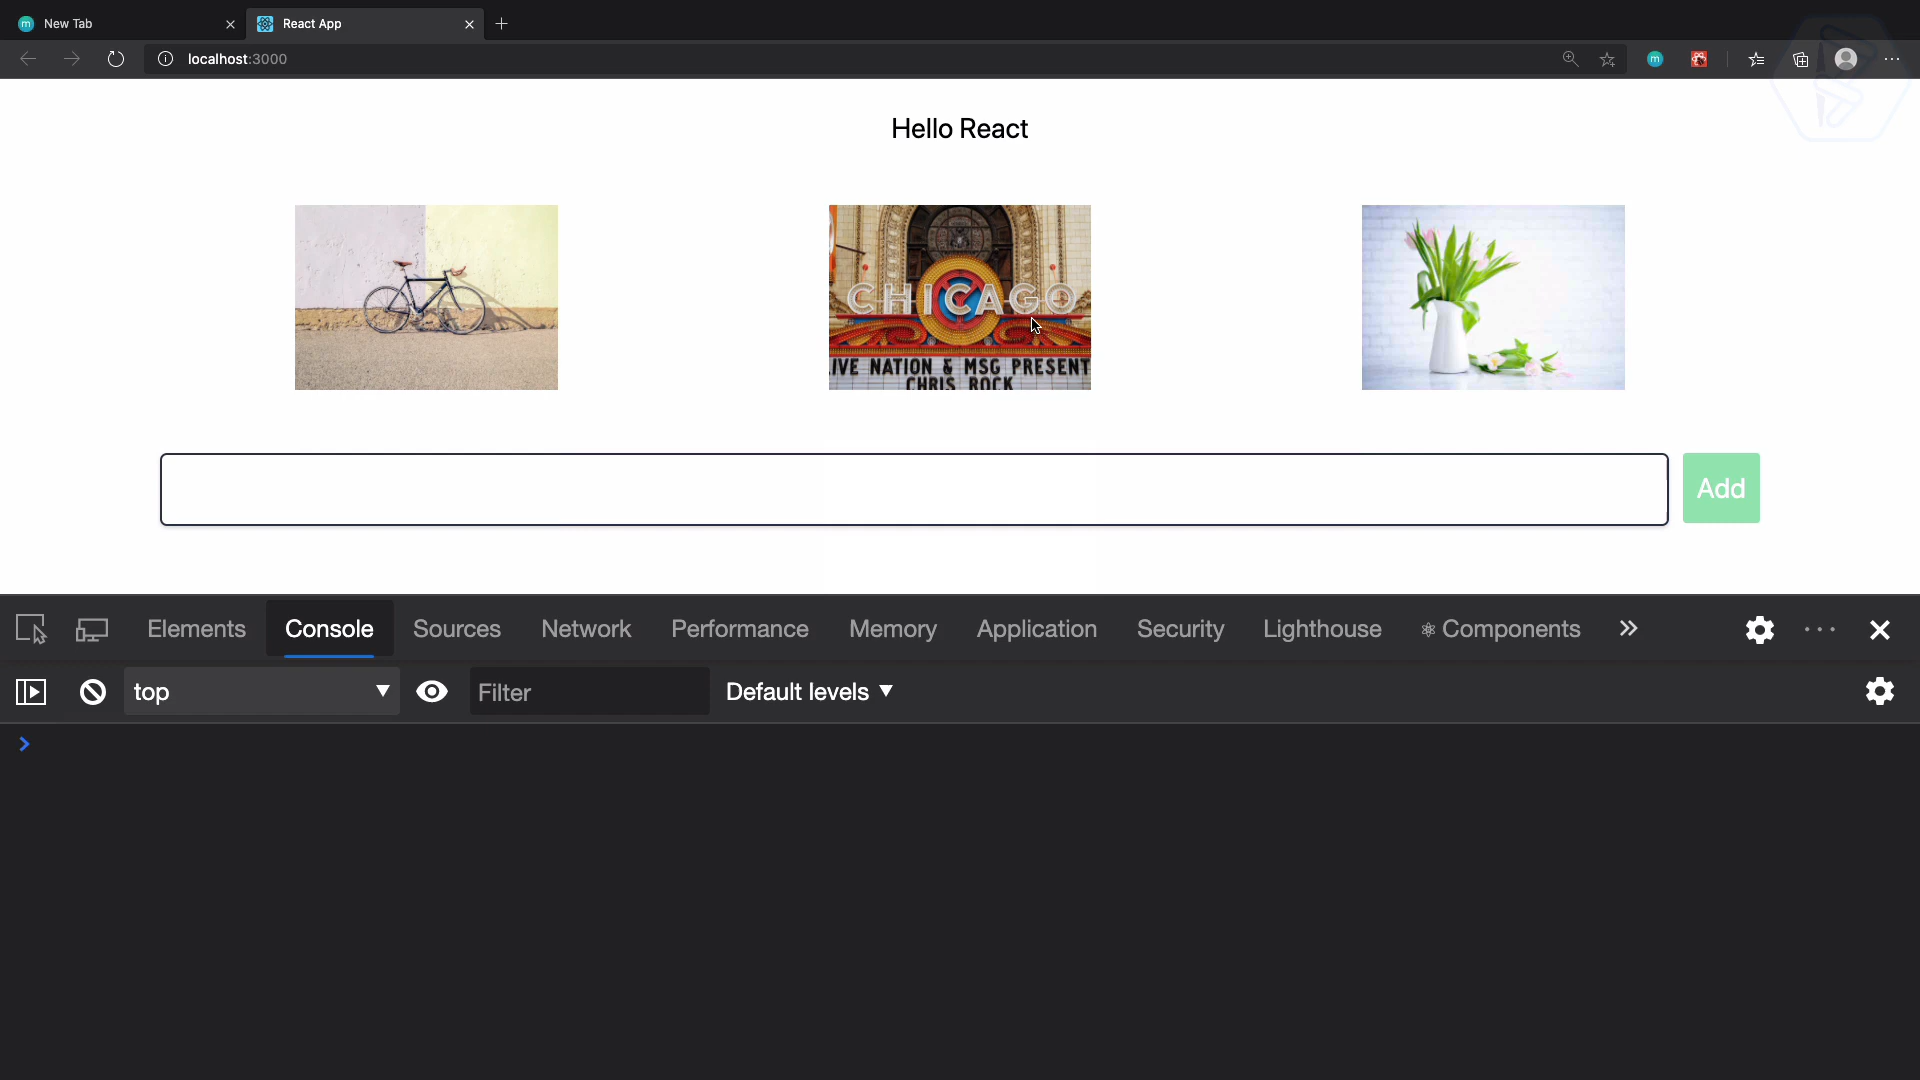 New Tab
React App
localhost:3000
Hello React
CHICAGO
LIVE NATION & MSG PRESENT
CHRIS ROCK
Add
Elements Console Sources Network Performance Memory Application Security Lighthouse Components
top Filter Default levels